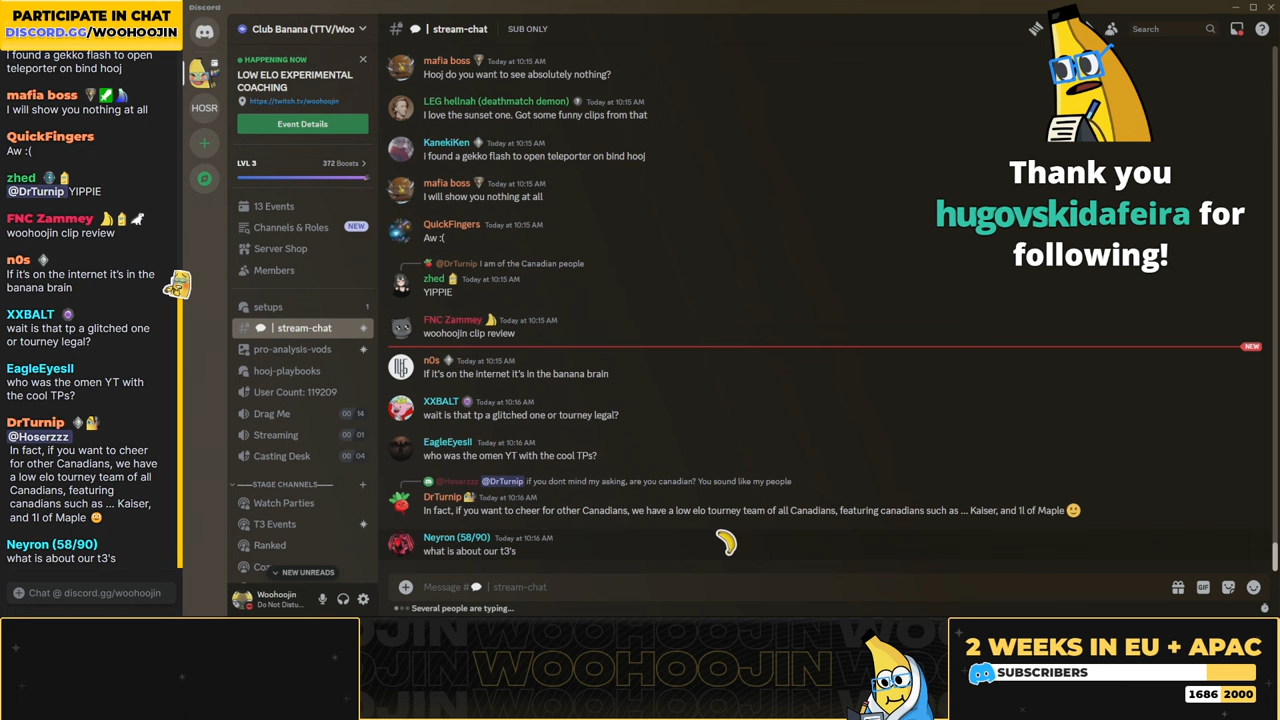 PARTICIPATE IN CHAT
DISCORD.GG/WOOHOOJIN
i found a gekko flash to open
teleporter on bind hooj
mafia boss
I will show you nothing at all
QuickFingers
Aw :(
zhed
@DrTurnip YIPPIE
FNC Zammey
woohoojin clip review
n0s
If it's on the internet it's in the
banana brain
XXBALT
wait is that tp a glitched one
or tourney legal?
EagleEyesII
who was the omen YT with
the cool TPs?
DrTurnip
@Hoserzzz
In fact, if you want to cheer
for other Canadians, we have
a low elo tourney team of all
Canadians, featuring
canadians such as ... Kaiser,
and 1l of Maple
Neyron (58/90)
what is about our t3's
Chat @ discord.gg/woohoojin
Discord
HOSR
Club Banana (TTV/Woo
HAPPENING NOW
LOW ELO EXPERIMENTAL
COACHING
https://twitch.tv/woohoojin
Event Details
LVL 3
372 Boosts
13 Events
Channels & Roles
NEW
Server Shop
Members
setups
1
| stream-chat
pro-analysis-vods
hooj-playbooks
User Count: 119209
Drag Me
00 14
Streaming
00 01
Casting Desk
00 04
STAGE CHANNELS
Watch Parties
T3 Events
Ranked
NEW UNREADS
Woohoojin
Do Not Distu...
| stream-chat
SUB ONLY
Search
mafia boss Today at 10:15 AM
Hooj do you want to see absolutely nothing?
LEG hellnah (deathmatch demon) Today at 10:15 AM
I love the sunset one. Got some funny clips from that
KanekiKen Today at 10:15 AM
i found a gekko flash to open teleporter on bind hooj
mafia boss Today at 10:15 AM
I will show you nothing at all
QuickFingers Today at 10:15 AM
Aw :(
@DrTurnip I am of the Canadian people
zhed Today at 10:15 AM
YIPPIE
FNC Zammey Today at 10:15 AM
woohoojin clip review
NEW
n0s Today at 10:15 AM
If it's on the internet it's in the banana brain
XXBALT Today at 10:16 AM
wait is that tp a glitched one or tourney legal?
EagleEyesII Today at 10:16 AM
who was the omen YT with the cool TPs?
@Hoserzzz @DrTurnip if you dont mind my asking, are you canadian? You sound like my people
DrTurnip Today at 10:16 AM
In fact, if you want to cheer for other Canadians, we have a low elo tourney team of all Canadians, featuring canadians such as ... Kaiser, and 1l of Maple
Neyron (58/90) Today at 10:16 AM
what is about our t3's
Message # | stream-chat
GIF
Several people are typing...
Thank you
hugovskidafeira for
following!
WOOHOOJIN
2 WEEKS IN EU + APAC
SUBSCRIBERS
1686 2000